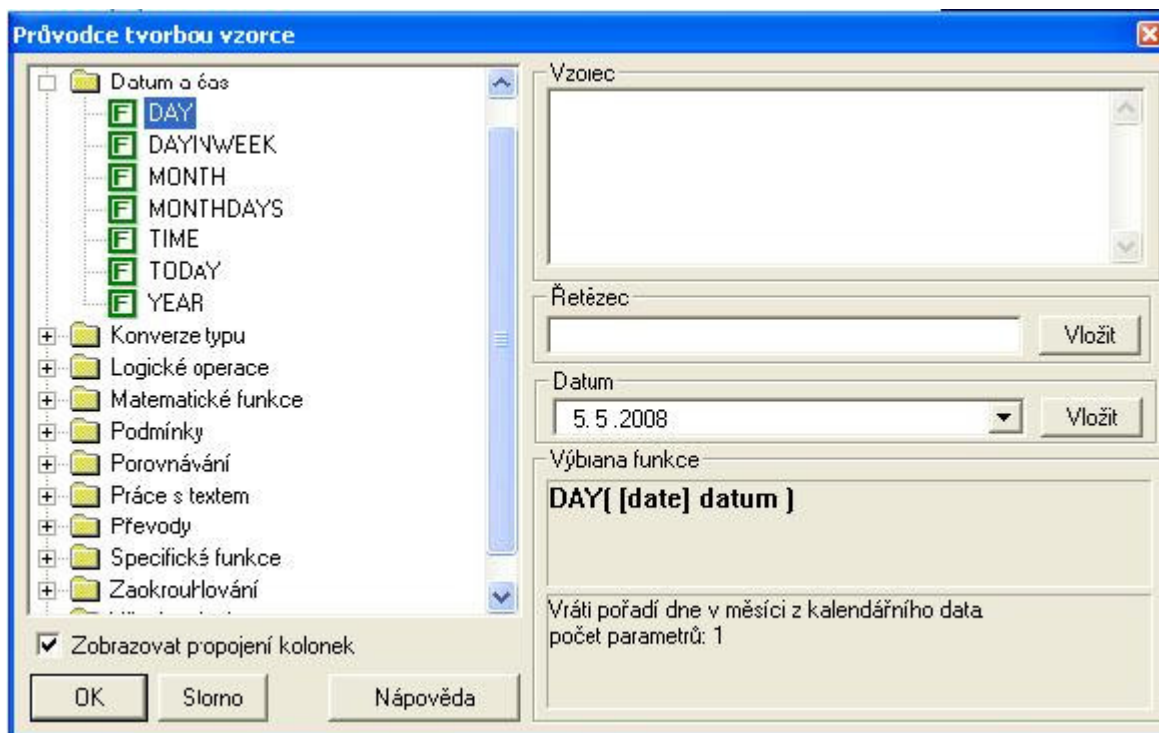 Průvodce tvorbou vzorce
Datum a čas
DAY
DAYINWEEK
MONTH
MONTHDAYS
TIME
TODAY
YEAR
Konverze typu
Logické operace
Matematické funkce
Podmínky
Porovnávání
Práce s textem
Převody
Specifické funkce
Zaokrouhlování
Zobrazovat propojení kolonek
OK
Storno
Nápověda
Vzorec
Řetězec
Vložit
Datum
5. 5 .2008
Vložit
Vybraná funkce
DAY( [date] datum )
Vrátí pořadí dne v měsíci z kalendářního data
počet parametrů: 1